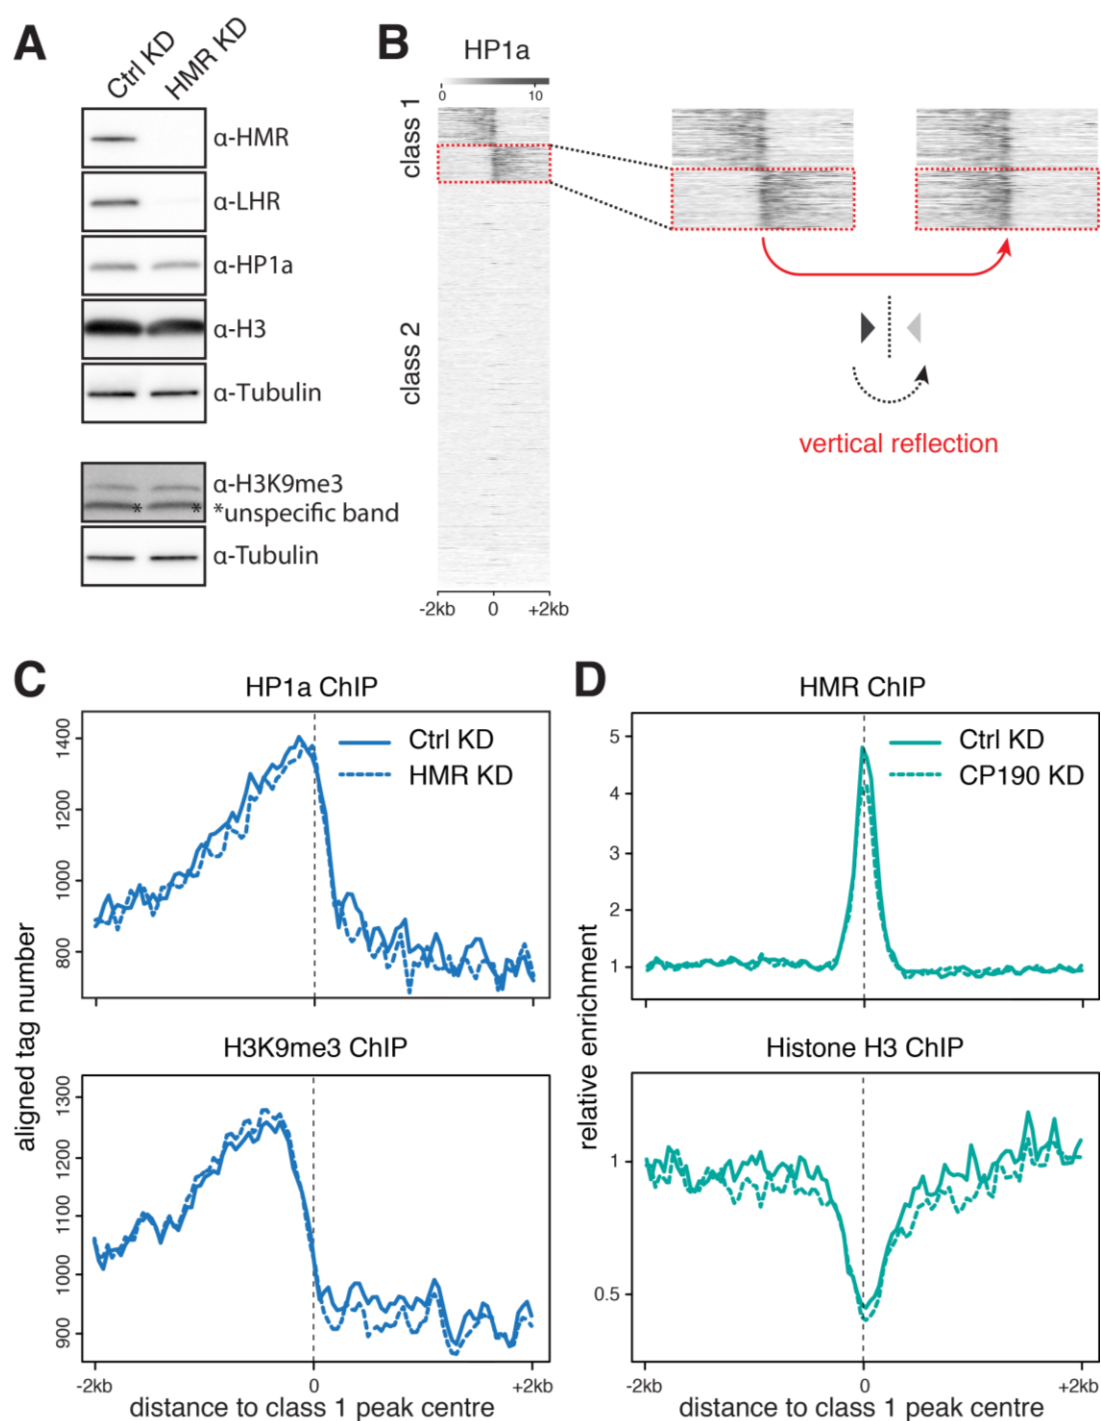 A
Ctrl KD
HMR KD
α-HMR
α-LHR
α-HP1a
α-H3
α-Tubulin
α-H3K9me3
*
*
*unspecific band
α-Tubulin
B
HP1a
0 10
class 1
class 2
-2kb 0 +2kb
vertical reflection
C
HP1a ChIP
Ctrl KD
HMR KD
1400
1200
1000
800
H3K9me3 ChIP
1300
1200
1100
1000
900
aligned tag number
-2kb 0 +2kb
distance to class 1 peak centre
D
HMR ChIP
Ctrl KD
CP190 KD
5
4
3
2
1
Histone H3 ChIP
1
0.5
relative enrichment
-2kb 0 +2kb
distance to class 1 peak centre